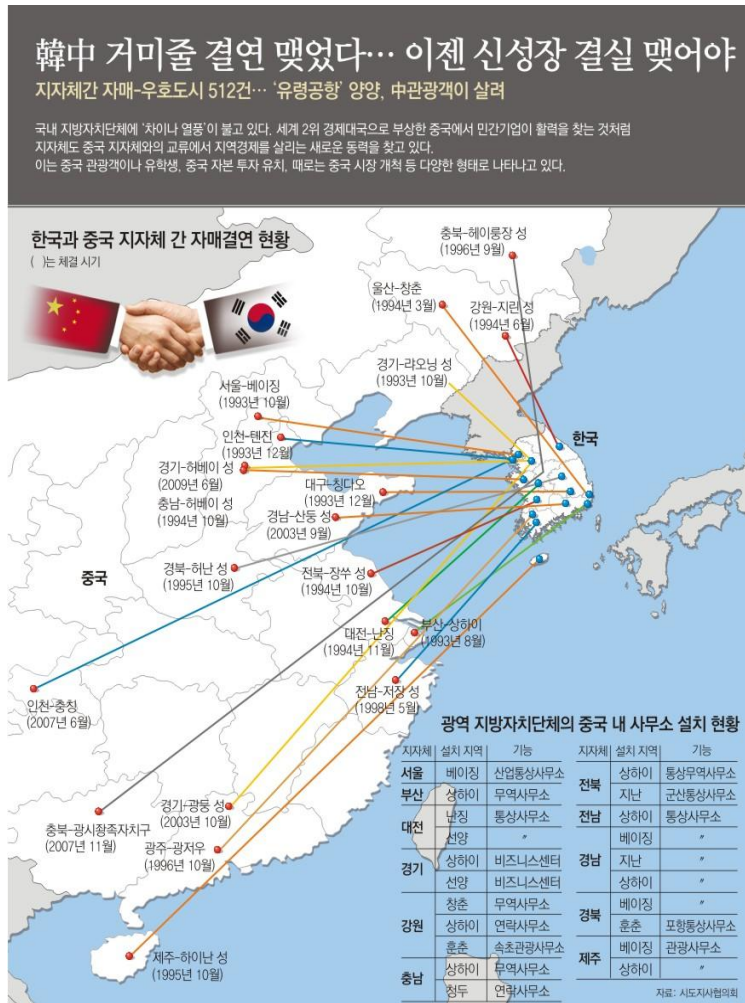 韓中 거미줄 결연 맺었다… 이젠 신성장 결실 맺어야
지자체간 자매-우호도시 512건… '유령공항' 양양, 中관광객이 살려
국내 지방자치단체에 '차이나 열풍'이 불고 있다. 세계 2위 경제대국으로 부상한 중국에서 민간기업이 활력을 찾는 것처럼
지자체도 중국 지자체와의 교류에서 지역경제를 살리는 새로운 동력을 찾고 있다.
이는 중국 관광객이나 유학생, 중국 자본 투자 유치, 때로는 중국 시장 개척 등 다양한 형태로 나타나고 있다.
한국과 중국 지자체 간 자매결연 현황
( )는 체결 시기
충북-헤이룽장 성
(1996년 9월)
울산-창춘
(1994년 3월)
강원-지린 성
(1994년 6월)
경기-랴오닝 성
(1993년 10월)
서울-베이징
(1993년 10월)
인천-톈진
(1993년 12월)
한국
경기-허베이 성
(2009년 6월)
충남-허베이 성
(1994년 10월)
대구-칭다오
(1993년 12월)
경남-산둥 성
(2003년 9월)
경북-허난 성
(1995년 10월)
전북-장쑤 성
(1994년 10월)
중국
대전-난징
(1994년 11월)
부산-상하이
(1993년 8월)
전남-저장 성
(1998년 5월)
인천-충칭
(2007년 6월)
경기-광둥 성
(2003년 10월)
충북-광시좡족자치구
(2007년 11월)
광주-광저우
(1996년 10월)
제주-하이난 성
(1995년 10월)
광역 지방자치단체의 중국 내 사무소 설치 현황
지자체 설치 지역 기능
서울 베이징 산업통상사무소
부산 상하이 무역사무소
대전 난징 통상사무소
선양 〃
경기 상하이 비즈니스센터
선양 비즈니스센터
강원 창춘 무역사무소
상하이 연락사무소
훈춘 속초관광사무소
충남 상하이 무역사무소
청두 연락사무소
지자체 설치 지역 기능
전북 상하이 통상무역사무소
지난 군산통상사무소
전남 상하이 통상사무소
경남 베이징 〃
지난 〃
상하이 〃
경북 베이징 〃
훈춘 포항통상사무소
제주 베이징 관광사무소
상하이 〃
자료: 시도지사협의회